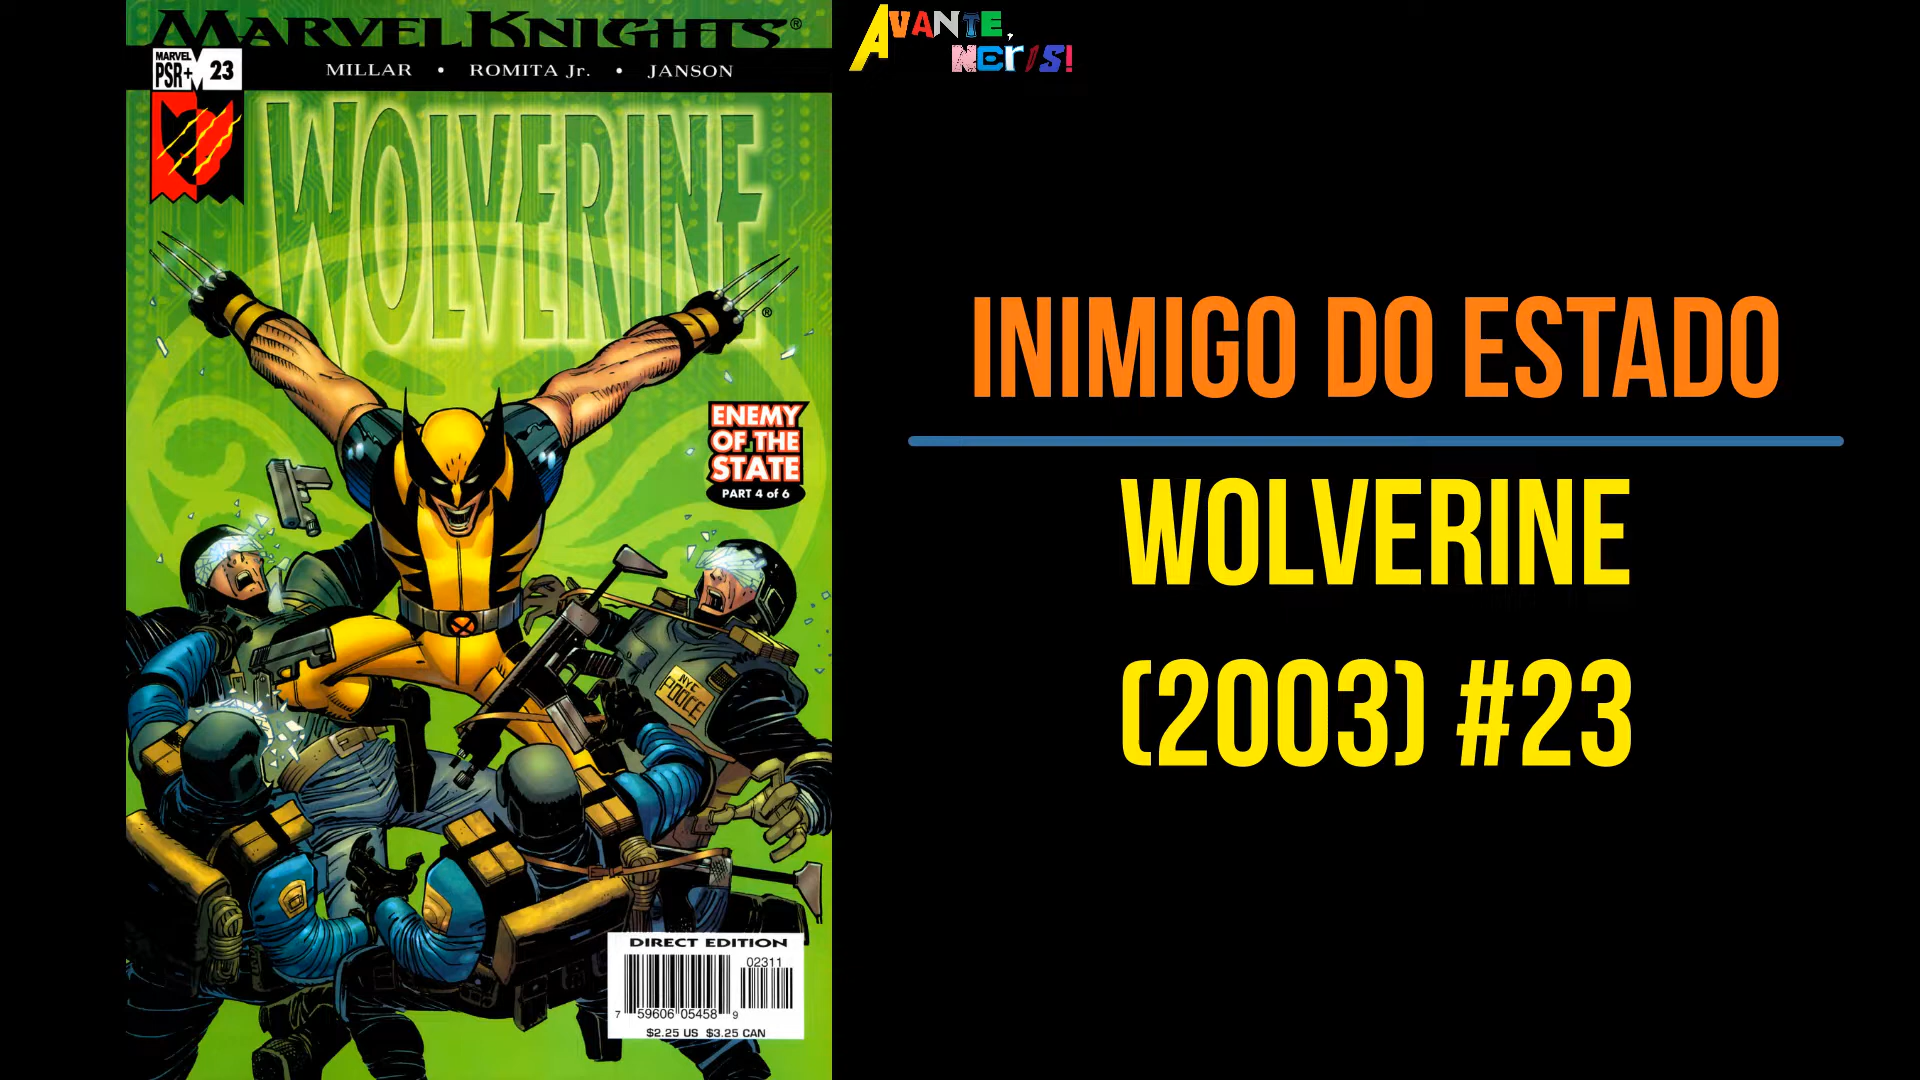 MARVEL KNIGHTS®
MARVEL
PSR+
23
MILLAR • ROMITA Jr. • JANSON
WOLVERINE®
ENEMY
OF THE
STATE
PART 4 of 6
NYC
POLICE
DIRECT EDITION
02311
7 59606 05458 9
$2.25 US $3.25 CAN
AVANTE,
NERDS!
INIMIGO DO ESTADO
WOLVERINE
(2003) #23